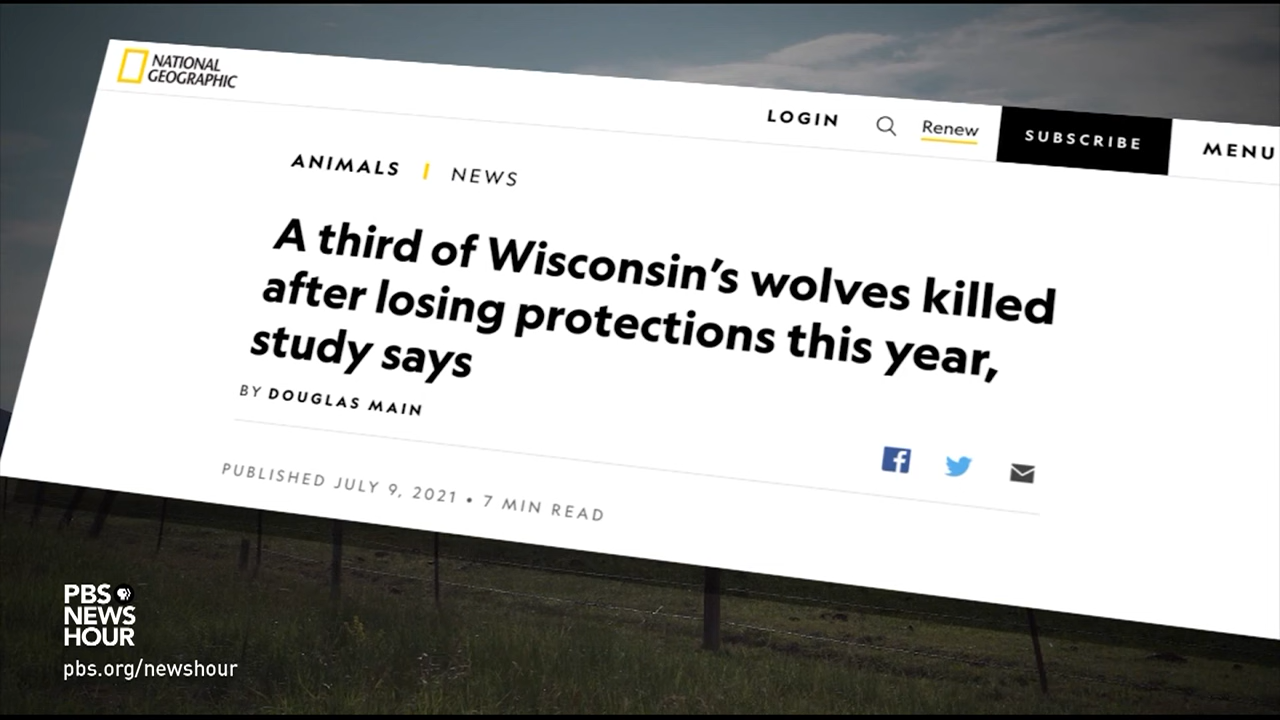 NATIONAL
GEOGRAPHIC
LOGIN
Renew
SUBSCRIBE
MENU
ANIMALS | NEWS
A third of Wisconsin's wolves killed
after losing protections this year,
study says
BY DOUGLAS MAIN
PUBLISHED JULY 9, 2021 • 7 MIN READ
PBS
NEWS
HOUR
pbs.org/newshour